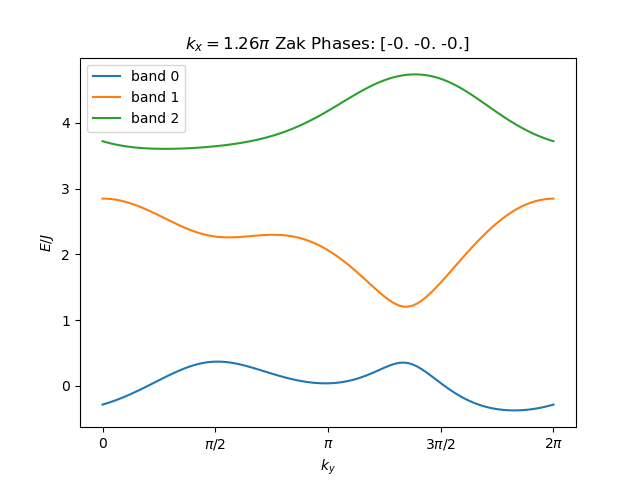 $k_x = 1.26\pi$ Zak Phases: [-0. -0. -0.]
band 0
band 1
band 2
E/J
4
3
2
1
0
0 π/2 π 3π/2 2π
$k_y$